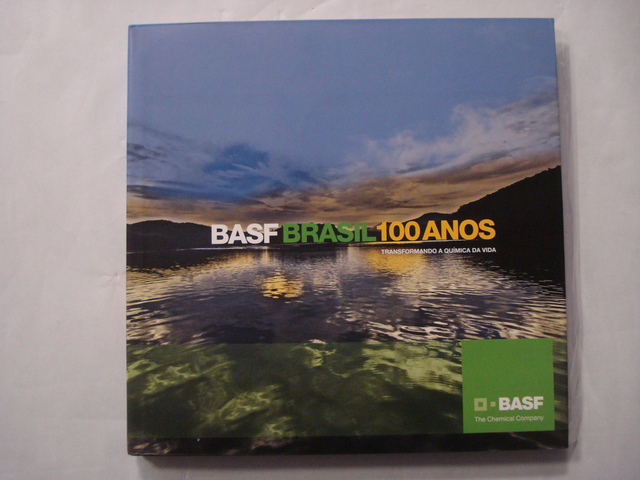 BASF BRASIL 100 ANOS
TRANSFORMANDO A QUÍMICA DA VIDA
BASF
The Chemical Company